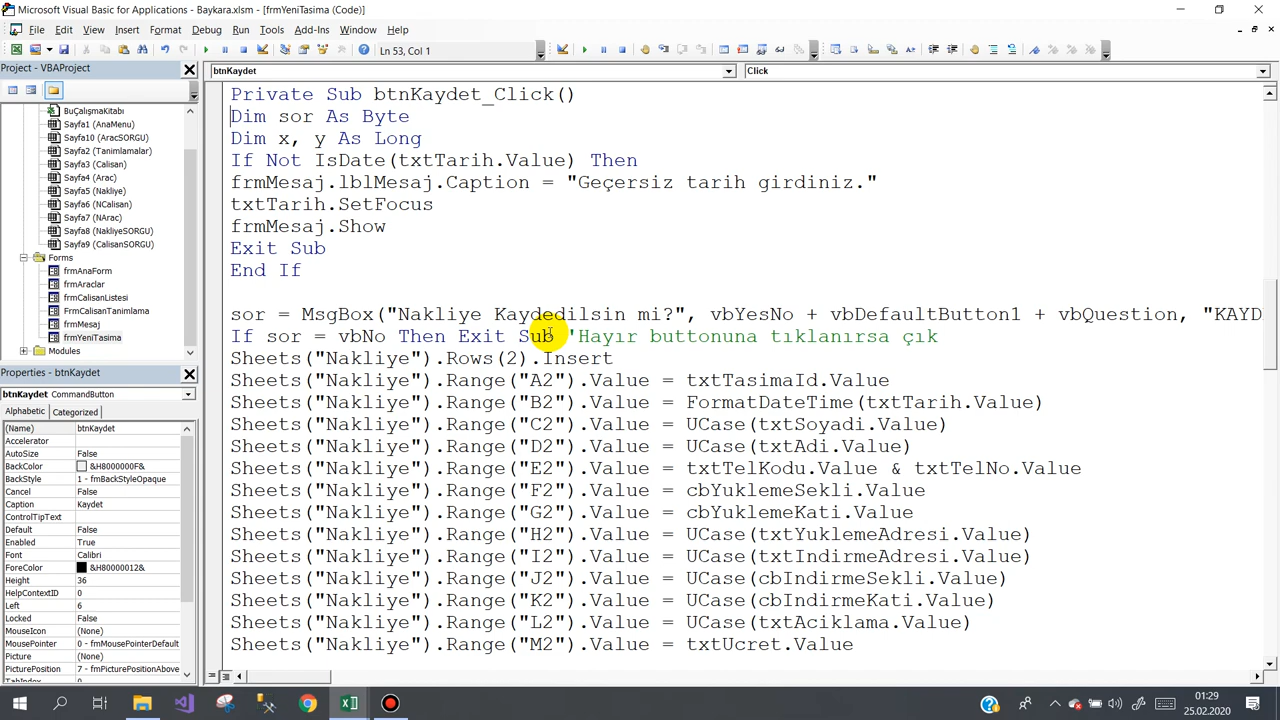 Microsoft Visual Basic for Applications - Baykara.xlsm - [frmYeniTasima (Code)]
File Edit View Insert Format Debug Run Tools Add-Ins Window Help
Ln 53, Col 1
Project - VBAProject
BuÇalışmaKitabı
Sayfa1 (AnaMenu)
Sayfa10 (AracSORGU)
Sayfa2 (Tanimlamalar)
Sayfa3 (Calisan)
Sayfa4 (Arac)
Sayfa5 (Nakliye)
Sayfa6 (NCalisan)
Sayfa7 (NArac)
Sayfa8 (NakliyeSORGU)
Sayfa9 (CalisanSORGU)
Forms
frmAnaForm
frmAraclar
frmCalisanListesi
FrmCalisanTanimlama
frmMesaj
frmYeniTasima
Modules
Properties - btnKaydet
btnKaydet CommandButton
Alphabetic Categorized
(Name) btnKaydet
Accelerator
AutoSize False
BackColor &H8000000F&
BackStyle 1 - fmBackStyleOpaque
Cancel False
Caption Kaydet
ControlTipText
Default False
Enabled True
Font Calibri
ForeColor &H80000012&
Height 36
HelpContextID 0
Left 6
Locked False
MouseIcon (None)
MousePointer 0 - fmMousePointerDefault
Picture (None)
PicturePosition 7 - fmPicturePositionAbove
btnKaydet Click
Private Sub btnKaydet_Click()
Dim sor As Byte
Dim x, y As Long
If Not IsDate(txtTarih.Value) Then
frmMesaj.lblMesaj.Caption = "Geçersiz tarih girdiniz."
txtTarih.SetFocus
frmMesaj.Show
Exit Sub
End If
sor = MsgBox("Nakliye Kaydedilsin mi?", vbYesNo + vbDefaultButton1 + vbQuestion, "KAYD
If sor = vbNo Then Exit Sub 'Hayır buttonuna tıklanırsa çık
Sheets("Nakliye").Rows(2).Insert
Sheets("Nakliye").Range("A2").Value = txtTasimaId.Value
Sheets("Nakliye").Range("B2").Value = FormatDateTime(txtTarih.Value)
Sheets("Nakliye").Range("C2").Value = UCase(txtSoyadi.Value)
Sheets("Nakliye").Range("D2").Value = UCase(txtAdi.Value)
Sheets("Nakliye").Range("E2").Value = txtTelKodu.Value & txtTelNo.Value
Sheets("Nakliye").Range("F2").Value = cbYuklemeSekli.Value
Sheets("Nakliye").Range("G2").Value = cbYuklemeKati.Value
Sheets("Nakliye").Range("H2").Value = UCase(txtYuklemeAdresi.Value)
Sheets("Nakliye").Range("I2").Value = UCase(txtIndirmeAdresi.Value)
Sheets("Nakliye").Range("J2").Value = UCase(cbIndirmeSekli.Value)
Sheets("Nakliye").Range("K2").Value = UCase(cbIndirmeKati.Value)
Sheets("Nakliye").Range("L2").Value = UCase(txtAciklama.Value)
Sheets("Nakliye").Range("M2").Value = txtUcret.Value
01:29
25.02.2020